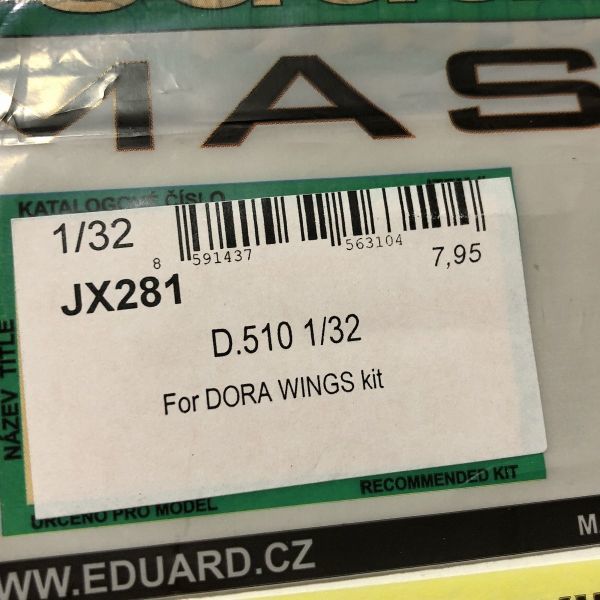 MAS
KATALOGOVÉ ČÍSLO
1/32
8 591437 563104
7,95
JX281
D.510 1/32
For DORA WINGS kit
NÁZEV TITLE
RECOMMENDED KIT
URČENO PRO MODEL
WW.EDUARD.CZ